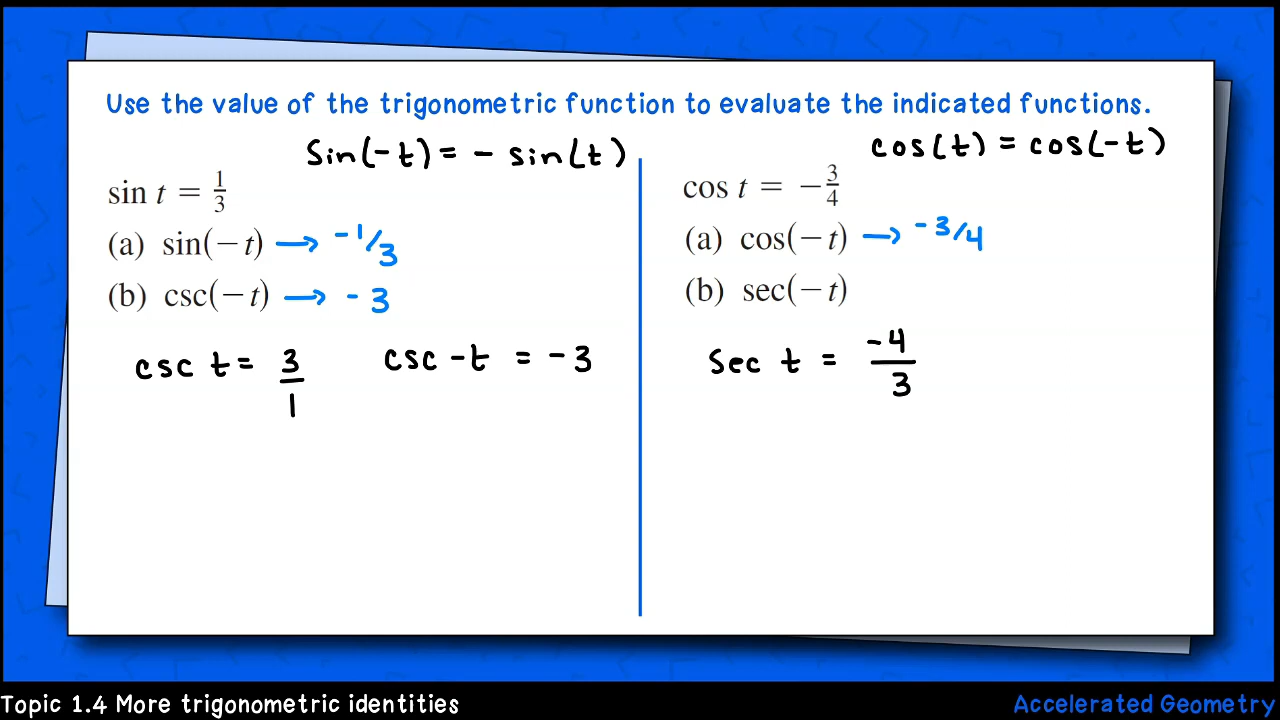 Use the value of the trigonometric function to evaluate the indicated functions.
Sin(-t) = - sin(t)
sin t = 1/3
(a) sin(−t) → -1/3
(b) csc(−t) → -3
csc t = 3/1
csc -t = -3
cos(t) = cos(-t)
cos t = −3/4
(a) cos(−t) → -3/4
(b) sec(−t)
Sec t = -4/3
Topic 1.4 More trigonometric identities
Accelerated Geometry